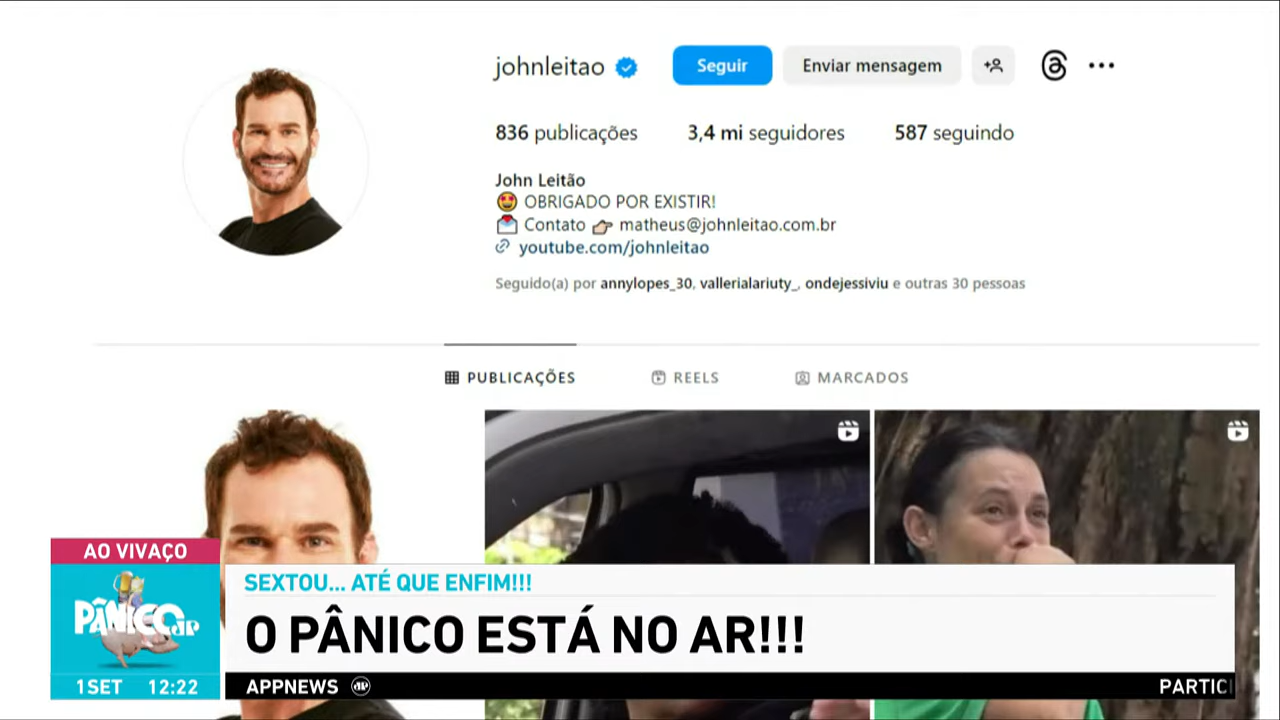 johnleitao
Seguir
Enviar mensagem
836 publicações
3,4 mi seguidores
587 seguindo
John Leitão
🤩 OBRIGADO POR EXISTIR!
📩 Contato 👉🏻 matheus@johnleitao.com.br
youtube.com/johnleitao
Seguido(a) por annylopes_30, vallerialariuty_, ondejessiviu e outras 30 pessoas
PUBLICAÇÕES
REELS
MARCADOS
AO VIVAÇO
PÂNICO JP
1SET 12:22
SEXTOU... ATÉ QUE ENFIM!!!
O PÂNICO ESTÁ NO AR!!!
APPNEWS JP
PARTICI